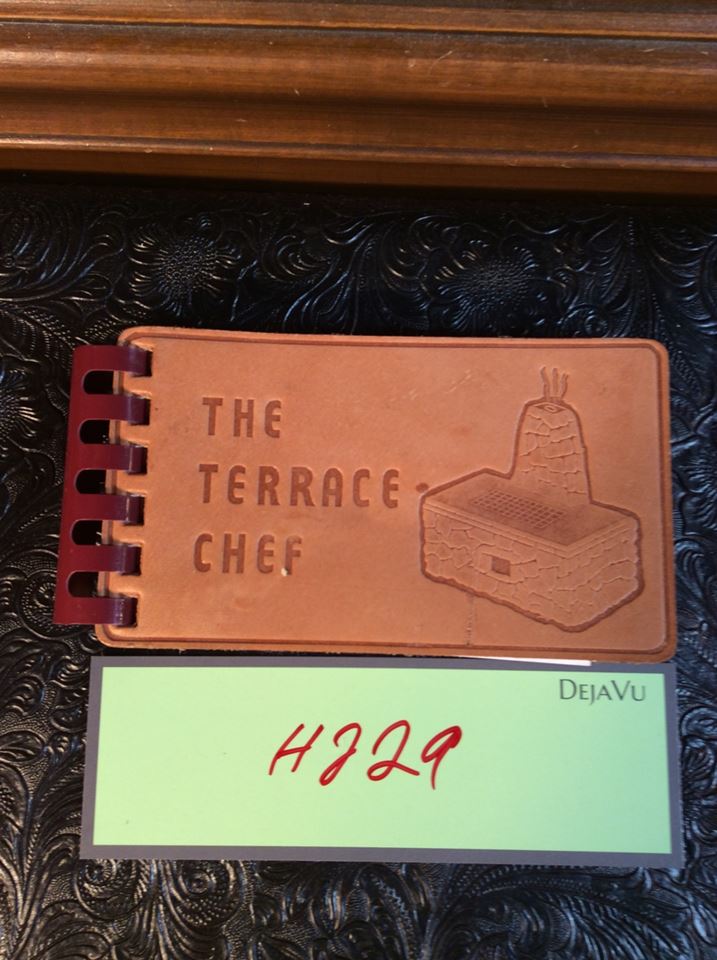 THE
TERRACE
CHEF
DEJAVU
HJ29